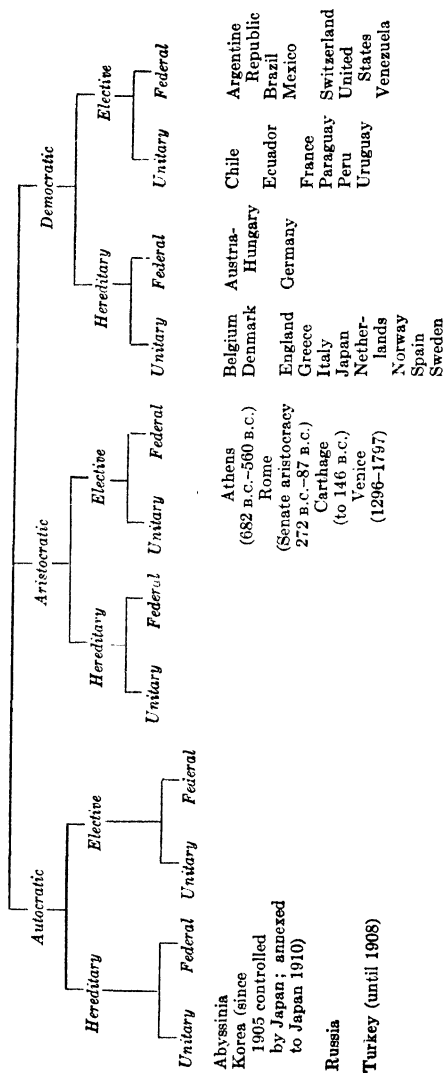 Autocratic
Aristocratic
Democratic
Hereditary
Elective
Hereditary
Elective
Hereditary
Elective
Unitary
Federal
Unitary
Federal
Unitary
Federal
Unitary
Federal
Unitary
Federal
Unitary
Federal
Abyssinia
Korea (since
1905 controlled
by Japan; annexed
to Japan 1910)
Russia
Turkey (until 1908)
Athens
(682 B.C.–560 B.C.)
Rome
(Senate aristocracy
272 B.C.–87 B.C.)
Carthage
(to 146 B.C.)
Venice
(1296–1797)
Belgium
Denmark
England
Greece
Italy
Japan
Nether-
lands
Norway
Spain
Sweden
Austria-
Hungary
Germany
Chile
Ecuador
France
Paraguay
Peru
Uruguay
Argentine
Republic
Brazil
Mexico
Switzerland
United
States
Venezuela